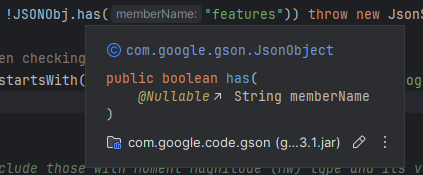 !JSONObj.has( memberName: "features")) throw new JsonS
en checking
com.google.gson.JsonObject
public boolean has(
startsWith(
og
@Nullable↗ String memberName
)
com.google.code.gson (g...3.1.jar)
clude those with moment magnitude (mw) type and its v